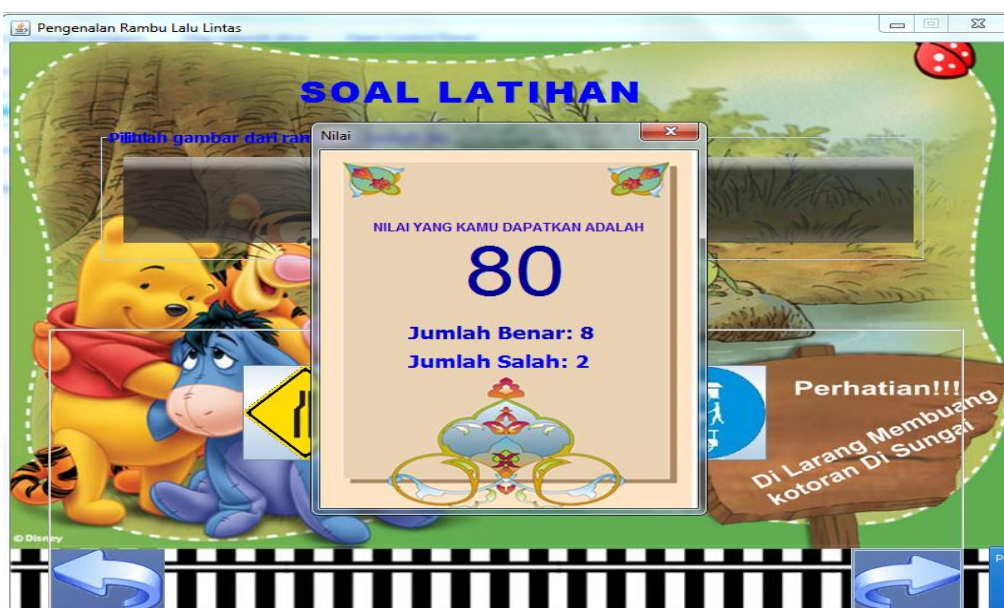 Pengenalan Rambu Lalu Lintas
SOAL LATIHAN
Pilihlah gambar dari ram
Nilai
NILAI YANG KAMU DAPATKAN ADALAH
80
Jumlah Benar: 8
Jumlah Salah: 2
Perhatian!!!
Di Larang Membuang
kotoran Di Sungai
© Disney
P